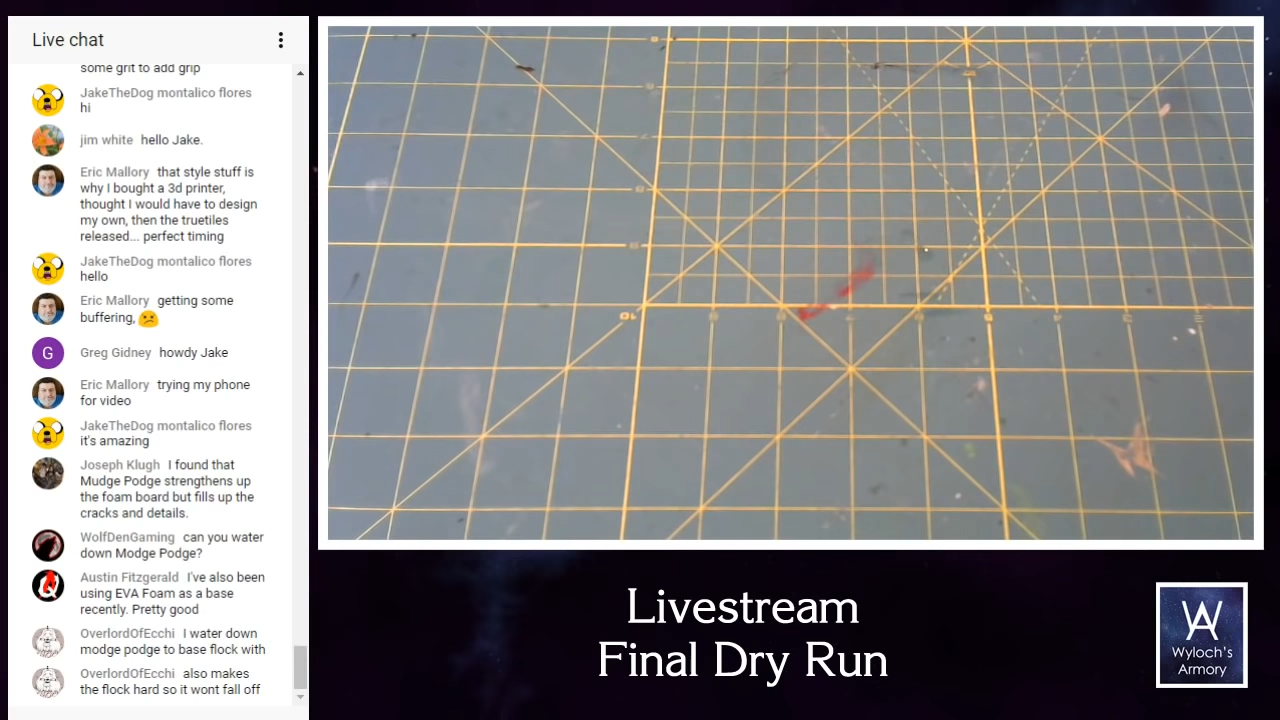 Live chat
some grit to add grip
JakeTheDog montalico flores
hi
jim white hello Jake.
Eric Mallory that style stuff is
why I bought a 3d printer,
thought I would have to design
my own, then the truetiles
released... perfect timing
JakeTheDog montalico flores
hello
Eric Mallory getting some
buffering,
G Greg Gidney howdy Jake
Eric Mallory trying my phone
for video
JakeTheDog montalico flores
it's amazing
Joseph Klugh I found that
Mudge Podge strengthens up
the foam board but fills up the
cracks and details.
WolfDenGaming can you water
down Modge Podge?
Austin Fitzgerald I've also been
using EVA Foam as a base
recently. Pretty good
OverlordOfEcchi I water down
modge podge to base flock with
OverlordOfEcchi also makes
the flock hard so it wont fall off
10
Livestream
Final Dry Run
WA
Wyloch's
Armory